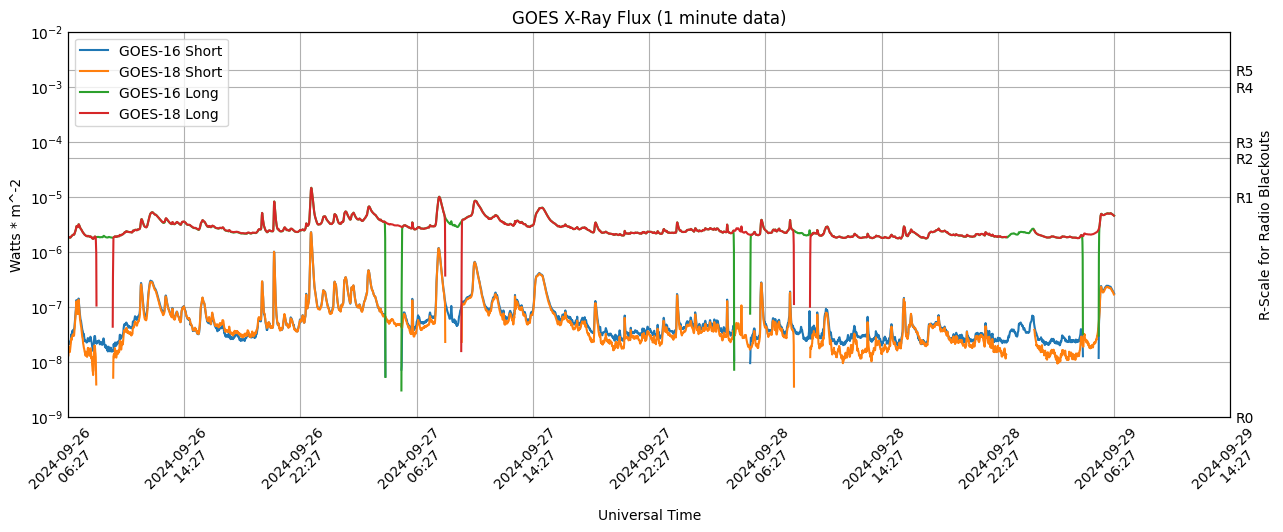 GOES X-Ray Flux (1 minute data)
GOES-16 Short
GOES-18 Short
GOES-16 Long
GOES-18 Long
10^-2
10^-3
10^-4
10^-5
10^-6
10^-7
10^-8
10^-9
Watts * m^-2
R5
R4
R3
R2
R1
R0
R-Scale for Radio Blackouts
2024-09-26
06:27
2024-09-26
14:27
2024-09-26
22:27
2024-09-27
06:27
2024-09-27
14:27
2024-09-27
22:27
2024-09-28
06:27
2024-09-28
14:27
2024-09-28
22:27
2024-09-29
06:27
2024-09-29
14:27
Universal Time